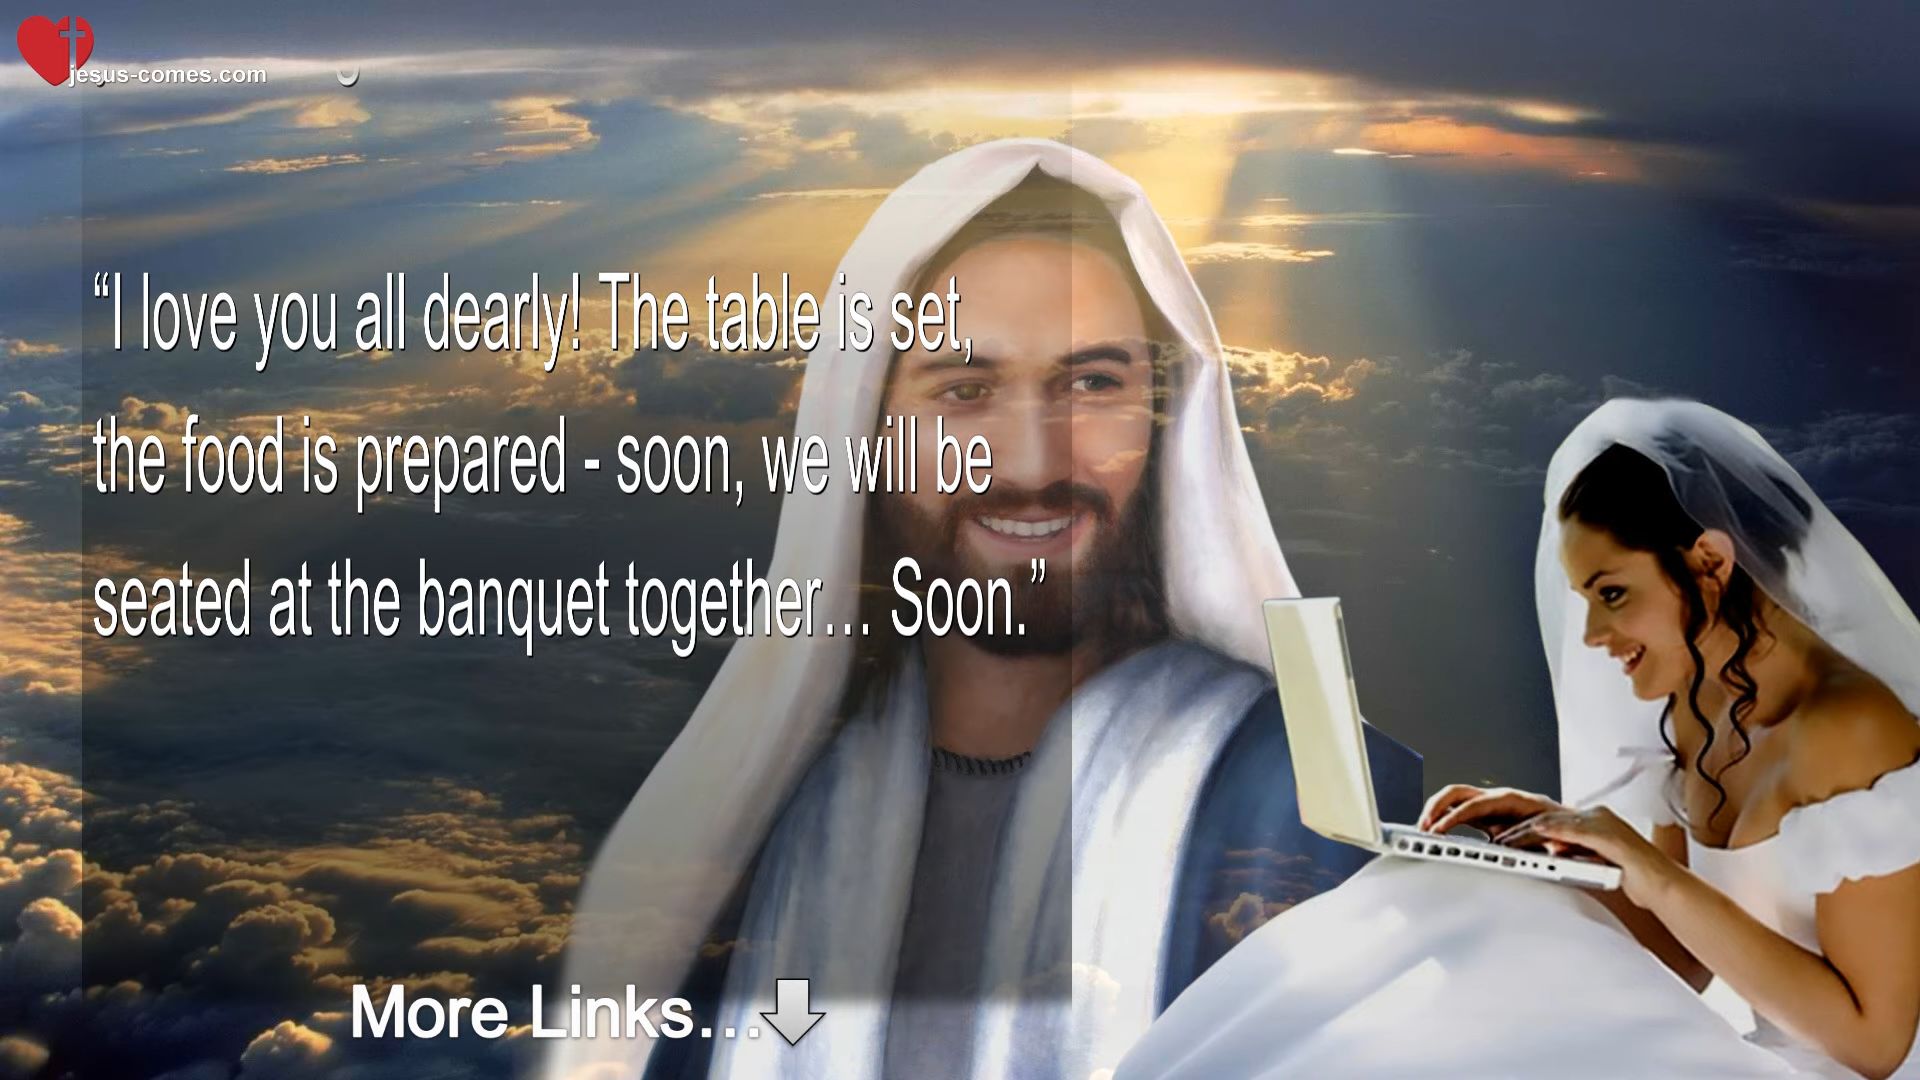 jesus-comes.com
“I love you all dearly! The table is set,
the food is prepared - soon, we will be
seated at the banquet together… Soon.”
More Links…